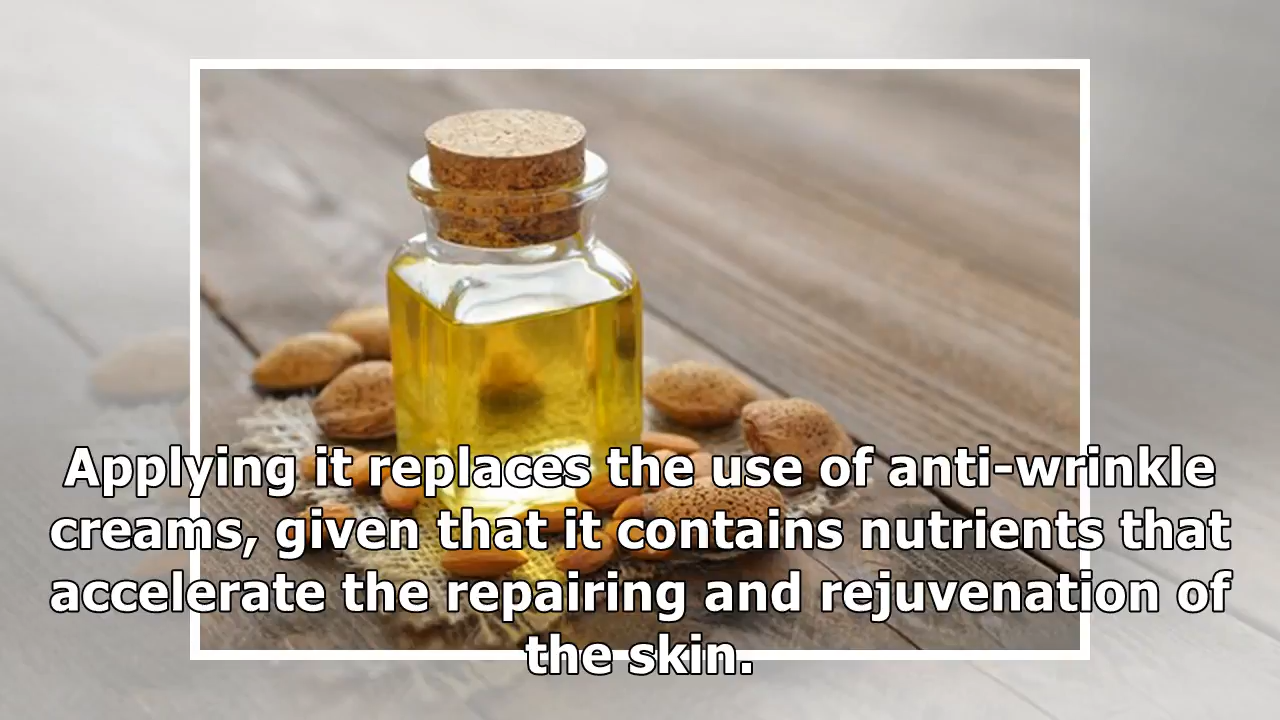 Applying it replaces the use of anti-wrinkle
creams, given that it contains nutrients that
accelerate the repairing and rejuvenation of
the skin.